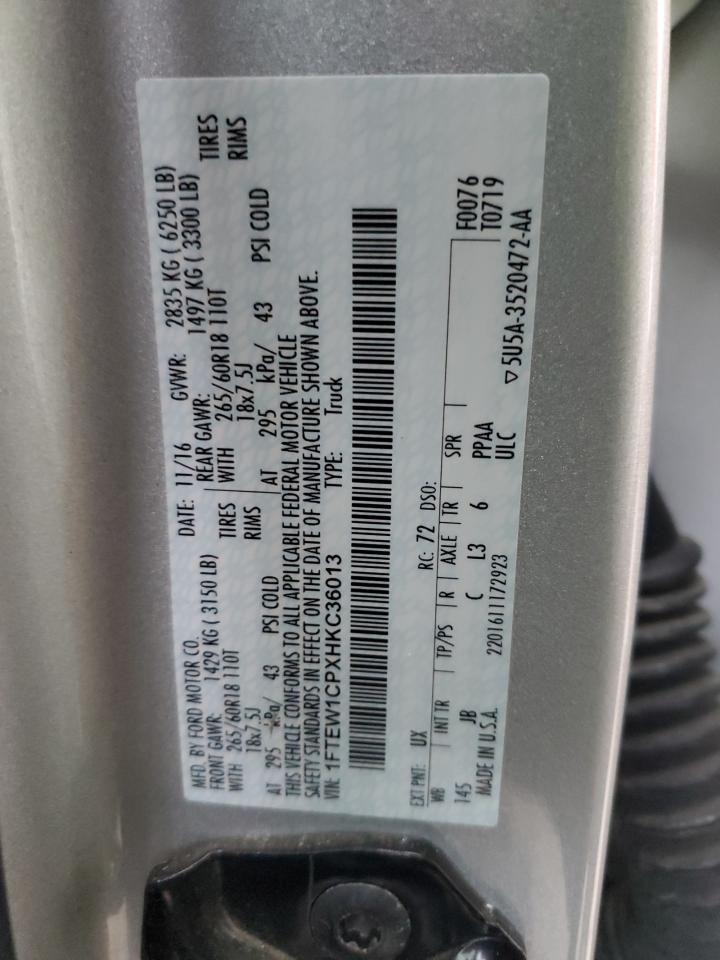 MFD. BY FORD MOTOR CO.
DATE: 11/16 GVWR: 2835 KG ( 6250 LB)
FRONT GAWR: 1429 KG ( 3150 LB) REAR GAWR: 1497 KG ( 3300 LB)
WITH 265/60R18 110T TIRES WITH 265/60R18 110T TIRES
18x7.5J RIMS 18x7.5J RIMS
AT 295 kPa/ 43 PSI COLD AT 295 kPa/ 43 PSI COLD
THIS VEHICLE CONFORMS TO ALL APPLICABLE FEDERAL MOTOR VEHICLE
SAFETY STANDARDS IN EFFECT ON THE DATE OF MANUFACTURE SHOWN ABOVE.
VIN: 1FTEW1CPXHKC36013 TYPE: Truck
EXT PNT: UX RC: 72 DSO: F0076
WB INT TR TP/PS R AXLE TR SPR T0719
145 JB C L3 6 PPAA
MADE IN U.S.A. 2201611172923 ULC ▽5U5A-3520472-AA